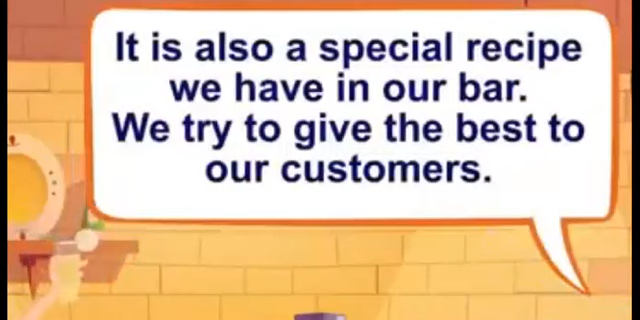 It is also a special recipe
we have in our bar.
We try to give the best to
our customers.